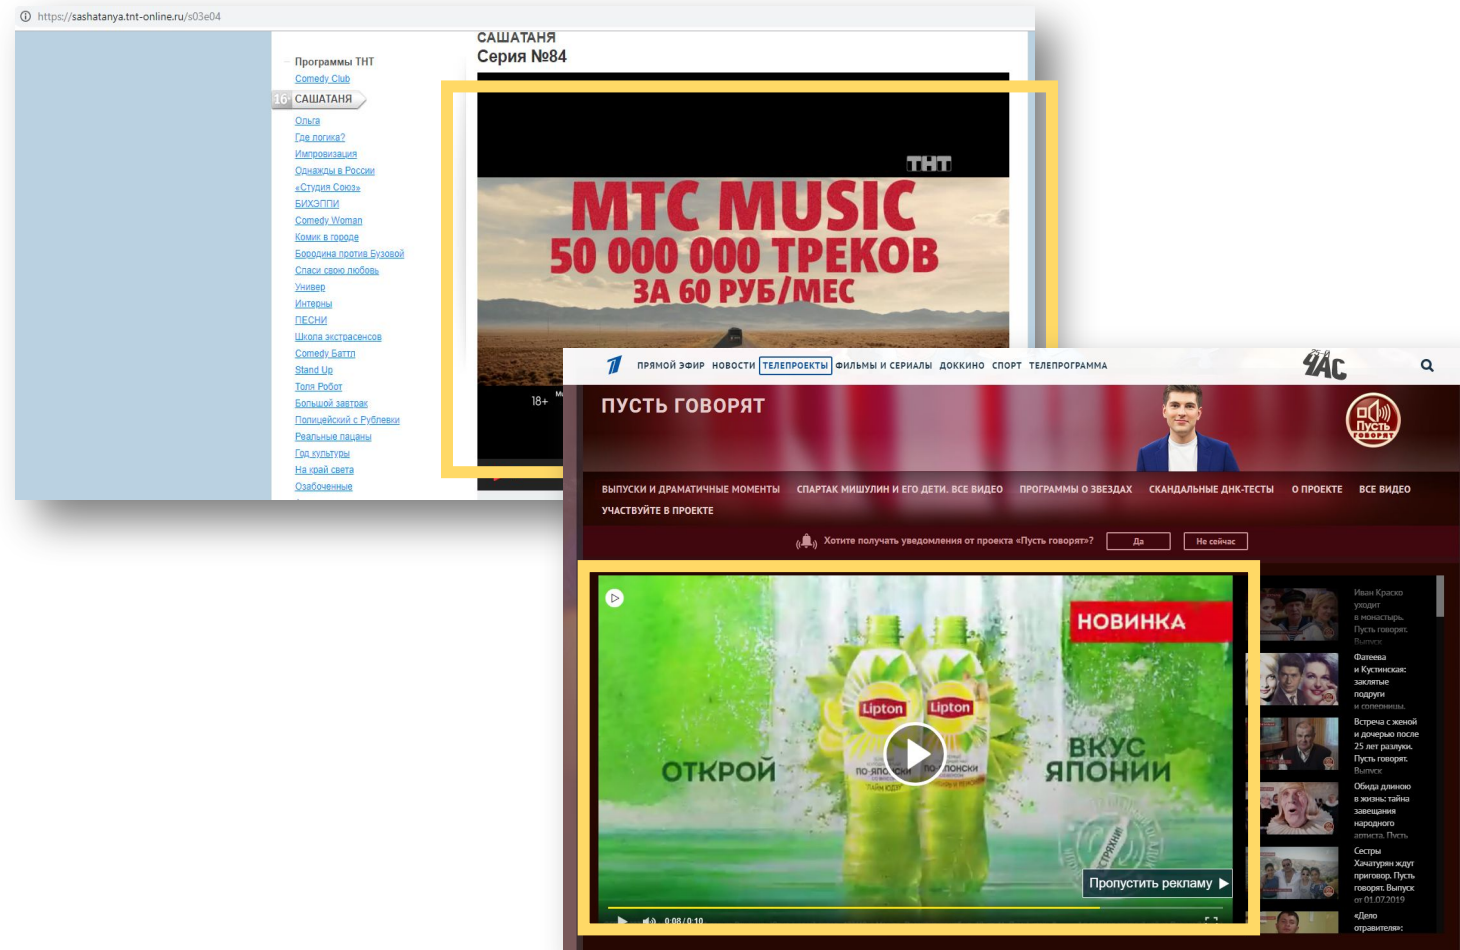 https://sashatanya.tnt-online.ru/s03e04
САШАТАНЯ
Серия №84
Программы ТНТ
Comedy Club
16+ САШАТАНЯ
Ольга
Где логика?
Импровизация
Однажды в России
«Студия Союз»
БИХЭППИ
Comedy Woman
Комик в городе
Бородина против Бузовой
Спаси свою любовь
Универ
Интерны
ПЕСНИ
Школа экстрасенсов
Comedy Баттл
Stand Up
Толя Робот
Большой завтрак
Полицейский с Рублевки
Реальные пацаны
Год культуры
На край света
Озабоченные
ТНТ
МТС MUSIC
50 000 000 ТРЕКОВ
ЗА 60 РУБ/МЕС
18+
ПРЯМОЙ ЭФИР НОВОСТИ ТЕЛЕПРОЕКТЫ ФИЛЬМЫ И СЕРИАЛЫ ДОККИНО СПОРТ ТЕЛЕПРОГРАММА
25-й ЧАС
ПУСТЬ ГОВОРЯТ
ПУСТЬ
ГОВОРЯТ
ВЫПУСКИ И ДРАМАТИЧНЫЕ МОМЕНТЫ СПАРТАК МИШУЛИН И ЕГО ДЕТИ. ВСЕ ВИДЕО ПРОГРАММЫ О ЗВЕЗДАХ СКАНДАЛЬНЫЕ ДНК-ТЕСТЫ О ПРОЕКТЕ ВСЕ ВИДЕО
УЧАСТВУЙТЕ В ПРОЕКТЕ
Хотите получать уведомления от проекта «Пусть говорят»? Да Не сейчас
НОВИНКА
Lipton Lipton
ОТКРОЙ
ВКУС
ЯПОНИИ
ПО-ЯПОНСКИ ПО-ЯПОНСКИ
Пропустить рекламу
0:08 / 0:10
Иван Краско
уходит
в монастырь.
Пусть говорят.
Выпуск
Фатеева
и Кустинская:
заклятые
подруги
и соперницы.
Встреча с женой
и дочерью после
25 лет разлуки.
Пусть говорят.
Выпуск
Обида длиною
в жизнь: тайна
завещания
народного
артиста. Пусть
Сестры
Хачатурян ждут
приговор. Пусть
говорят. Выпуск
от 01.07.2019
«Дело
отравителя»: